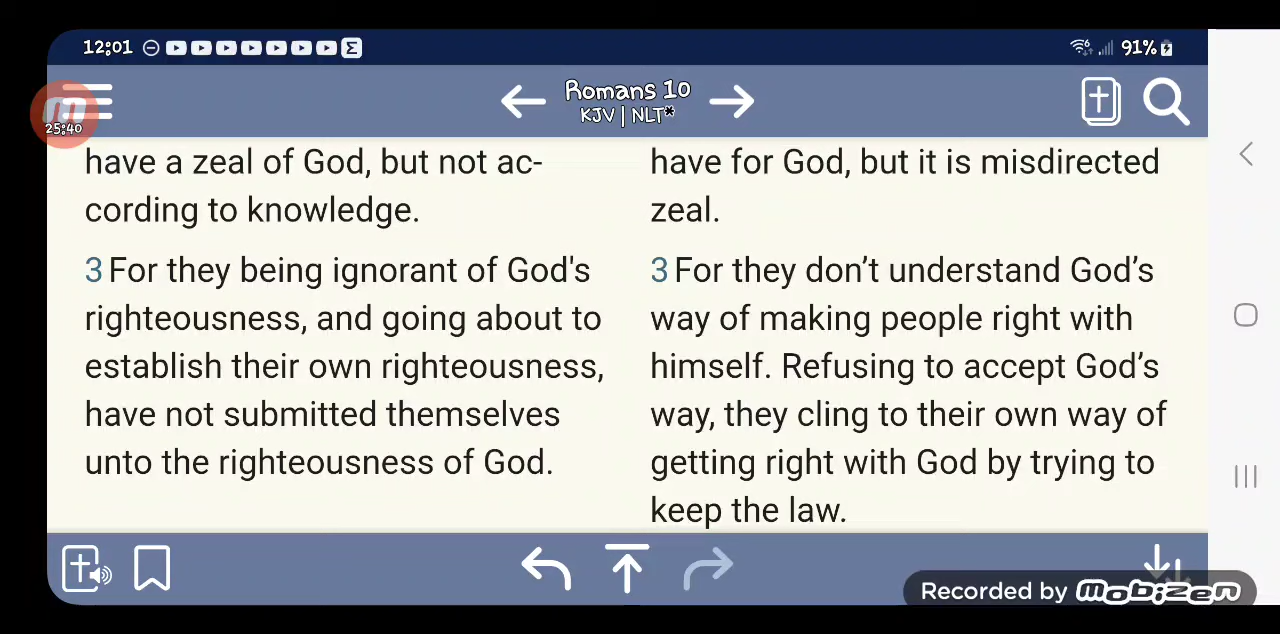 12:01
91%
25:40
Romans 10
KJV | NLT*
have a zeal of God, but not ac-
cording to knowledge.
3 For they being ignorant of God's
righteousness, and going about to
establish their own righteousness,
have not submitted themselves
unto the righteousness of God.
have for God, but it is misdirected
zeal.
3 For they don’t understand God’s
way of making people right with
himself. Refusing to accept God’s
way, they cling to their own way of
getting right with God by trying to
keep the law.
Recorded by mobizen